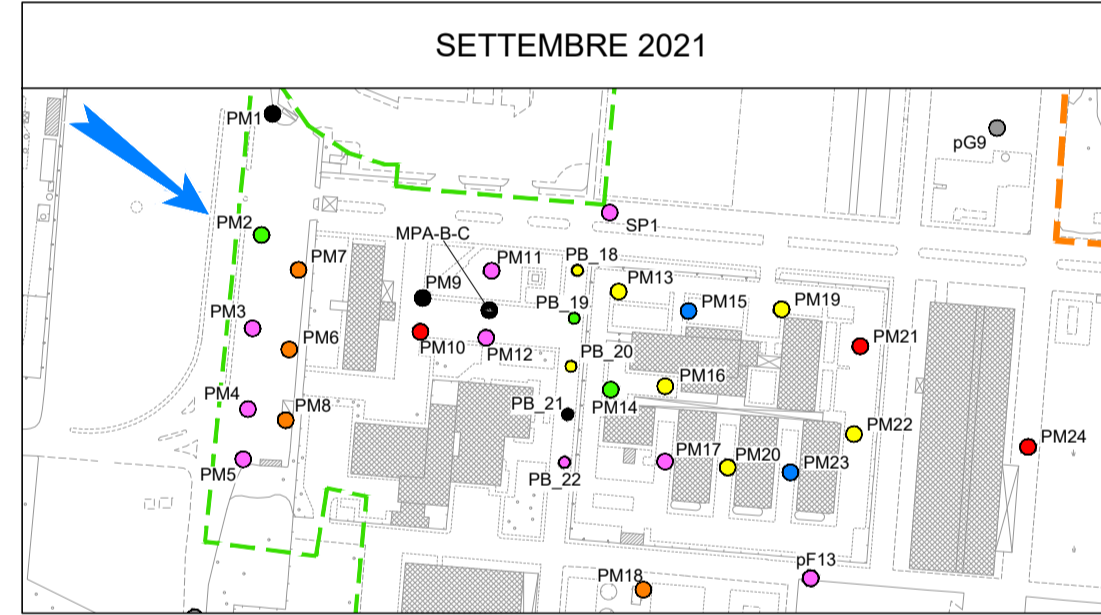 SETTEMBRE 2021
PM1
pG9
PM2
SP1
MPA-B-C
PM7
PM11
PB_18
PM13
PM9
PB_19
PM15
PM19
PM3
PM6
PM10
PM12
PM21
PB_20
PM16
PM4
PM8
PB_21
PM14
PM22
PM24
PM5
PM17
PM20
PM23
PB_22
pF13
PM18